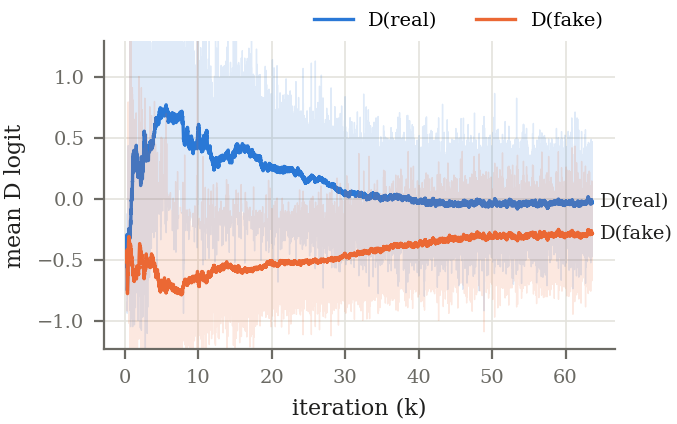 D(real) D(fake)
1.0
0.5
0.0
−0.5
−1.0
mean D logit
D(real)
D(fake)
0 10 20 30 40 50 60
iteration (k)